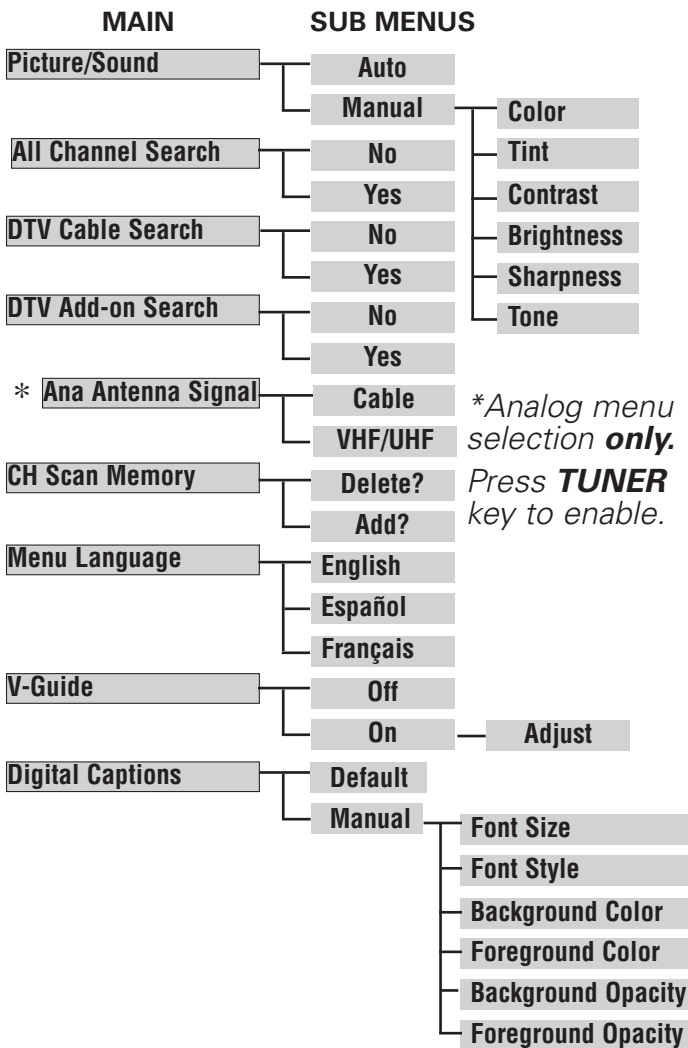 MAIN SUB MENUS
Picture/Sound Auto
Manual Color
All Channel Search No Tint
Yes Contrast
DTV Cable Search No Brightness
Yes Sharpness
DTV Add-on Search No Tone
Yes
* Ana Antenna Signal Cable *Analog menu
VHF/UHF selection only.
CH Scan Memory Delete? Press TUNER
Add? key to enable.
Menu Language English
Español
Français
V-Guide Off
On Adjust
Digital Captions Default
Manual Font Size
Font Style
Background Color
Foreground Color
Background Opacity
Foreground Opacity